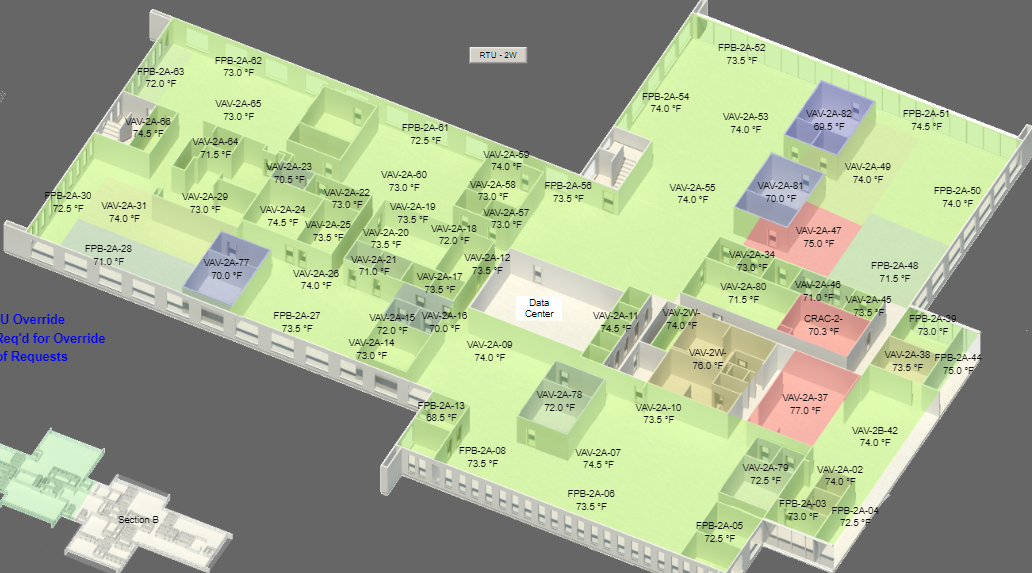 RTU - 2W
FPB-2A-52
73.5 °F
FPB-2A-62
73.0 °F
FPB-2A-63
72.0 °F
FPB-2A-54
74.0 °F
VAV-2A-65
73.0 °F
VAV-2A-53
74.0 °F
VAV-2A-82
69.5 °F
FPB-2A-51
74.5 °F
VAV-2A-66
74.5 °F
FPB-2A-61
72.5 °F
VAV-2A-64
71.5 °F
VAV-2A-59
74.0 °F
VAV-2A-23
70.5 °F
VAV-2A-49
74.0 °F
VAV-2A-60
73.0 °F
VAV-2A-58
73.0 °F
FPB-2A-56
73.5 °F
VAV-2A-55
74.0 °F
VAV-2A-81
70.0 °F
FPB-2A-50
74.0 °F
FPB-2A-30
72.5 °F
VAV-2A-31
74.0 °F
VAV-2A-29
73.0 °F
VAV-2A-22
73.0 °F
VAV-2A-24
74.5 °F
VAV-2A-19
73.5 °F
VAV-2A-57
73.0 °F
VAV-2A-25
73.5 °F
VAV-2A-20
73.5 °F
VAV-2A-18
72.0 °F
VAV-2A-47
75.0 °F
FPB-2A-28
71.0 °F
VAV-2A-77
70.0 °F
VAV-2A-26
74.0 °F
VAV-2A-21
71.0 °F
VAV-2A-12
73.5 °F
VAV-2A-34
73.0 °F
FPB-2A-48
71.5 °F
VAV-2A-17
73.5 °F
VAV-2A-80
71.5 °F
VAV-2A-46
71.0 °F
VAV-2A-45
73.5 °F
Data
Center
FPB-2A-27
73.5 °F
VAV-2A-15
72.0 °F
VAV-2A-16
70.0 °F
VAV-2A-11
74.5 °F
VAV-2W-
74.0 °F
CRAC-2-
70.3 °F
FPB-2A-39
73.0 °F
U Override
Req'd for Override
of Requests
VAV-2A-14
73.0 °F
VAV-2A-09
74.0 °F
VAV-2W-
76.0 °F
VAV-2A-38
73.5 °F
FPB-2A-44
75.0 °F
VAV-2A-78
72.0 °F
VAV-2A-37
77.0 °F
FPB-2A-13
68.5 °F
VAV-2A-10
73.5 °F
VAV-2B-42
74.0 °F
FPB-2A-08
73.5 °F
VAV-2A-07
74.5 °F
VAV-2A-79
72.5 °F
VAV-2A-02
74.0 °F
FPB-2A-06
73.5 °F
FPB-2A-03
73.0 °F
FPB-2A-04
72.5 °F
FPB-2A-05
72.5 °F
Section B